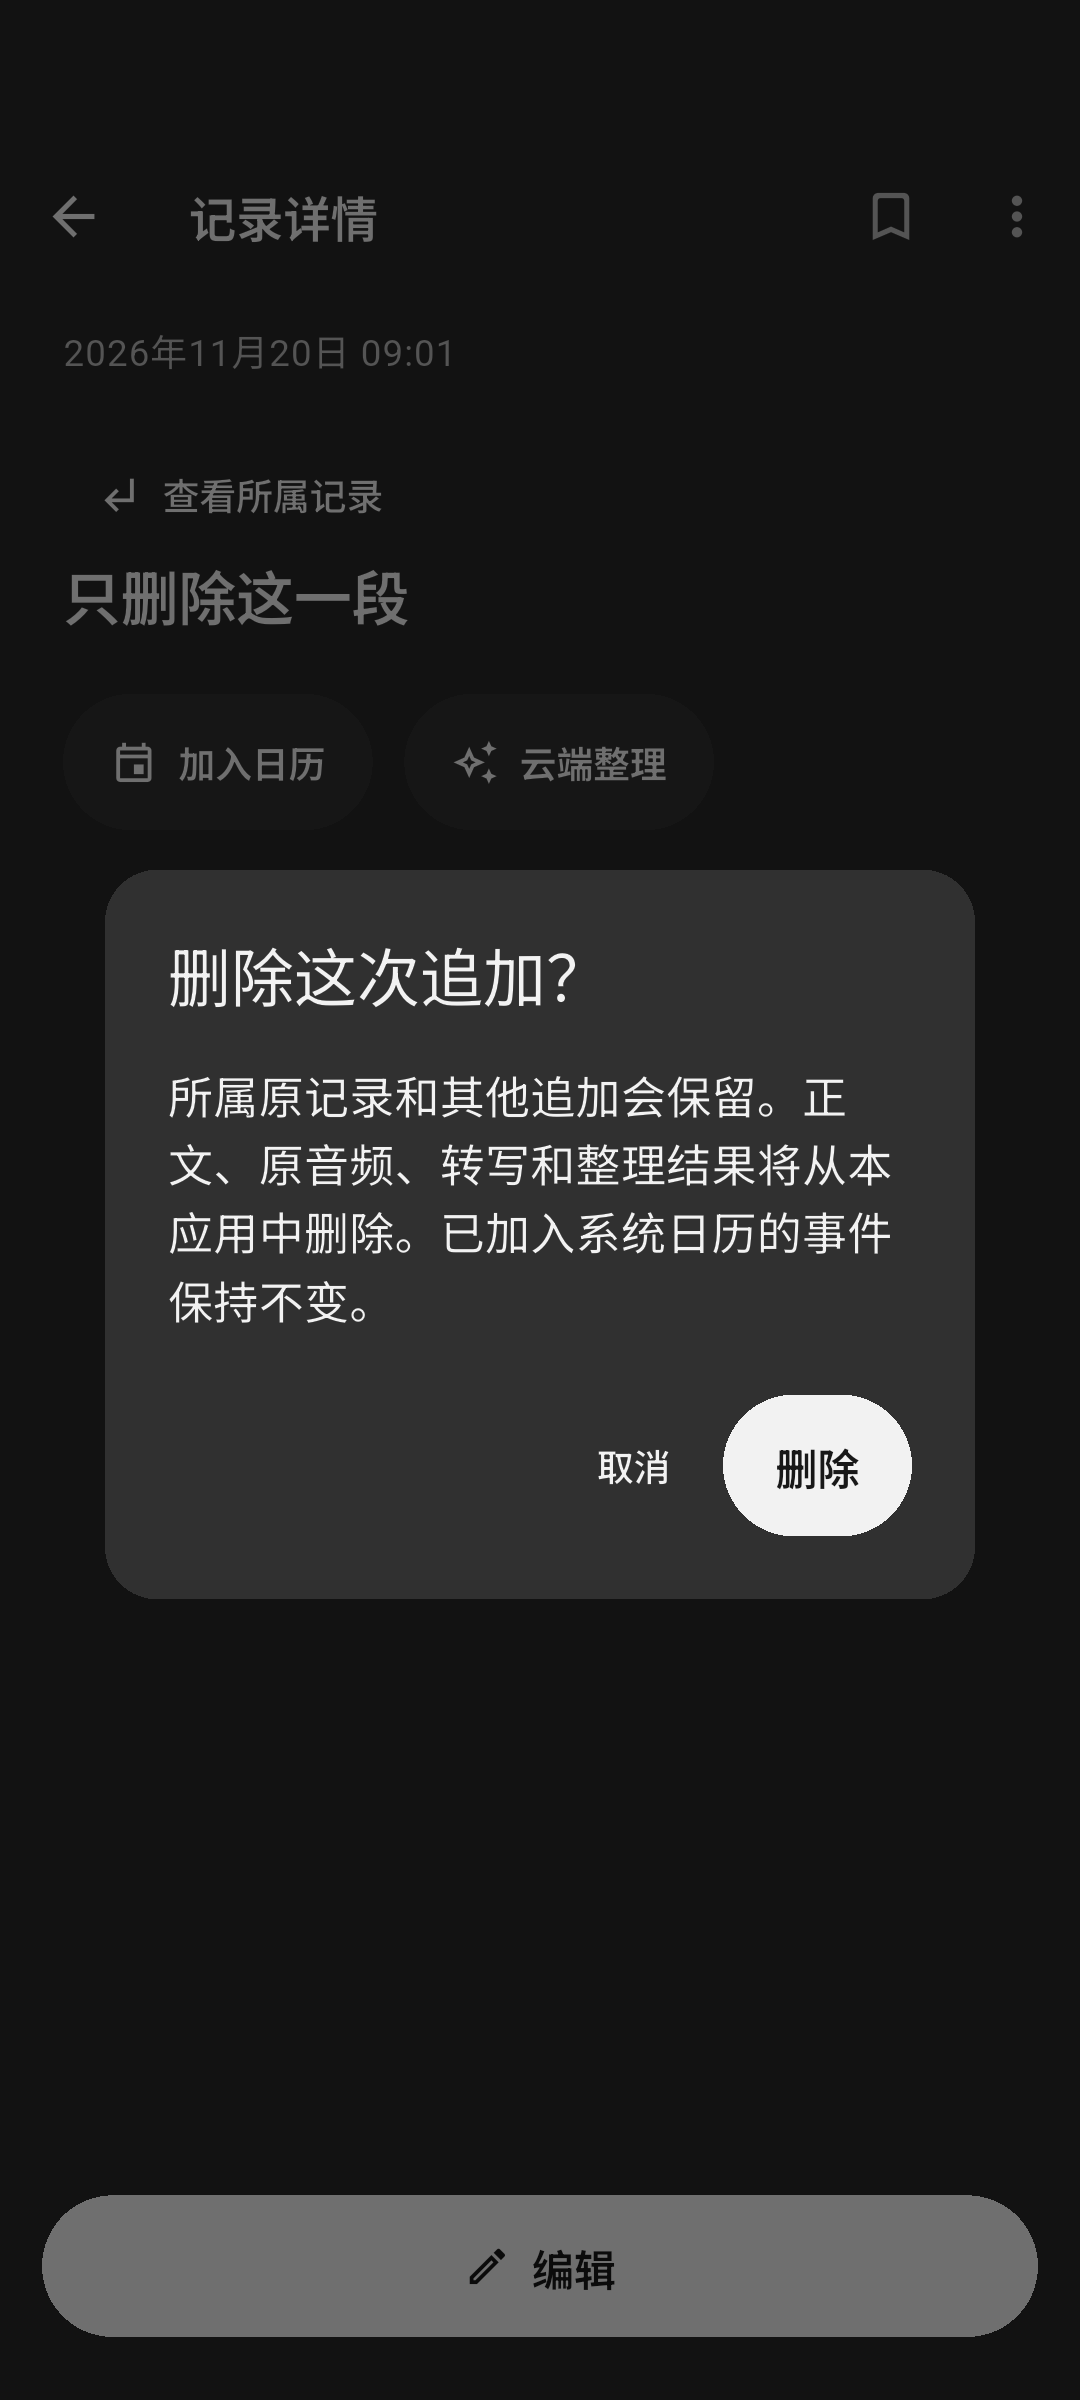 记录详情
2026年11月20日 09:01
查看所属记录
只删除这一段
加入日历
云端整理
删除这次追加?
所属原记录和其他追加会保留。正
文、原音频、转写和整理结果将从本
应用中删除。已加入系统日历的事件
保持不变。
取消
删除
编辑